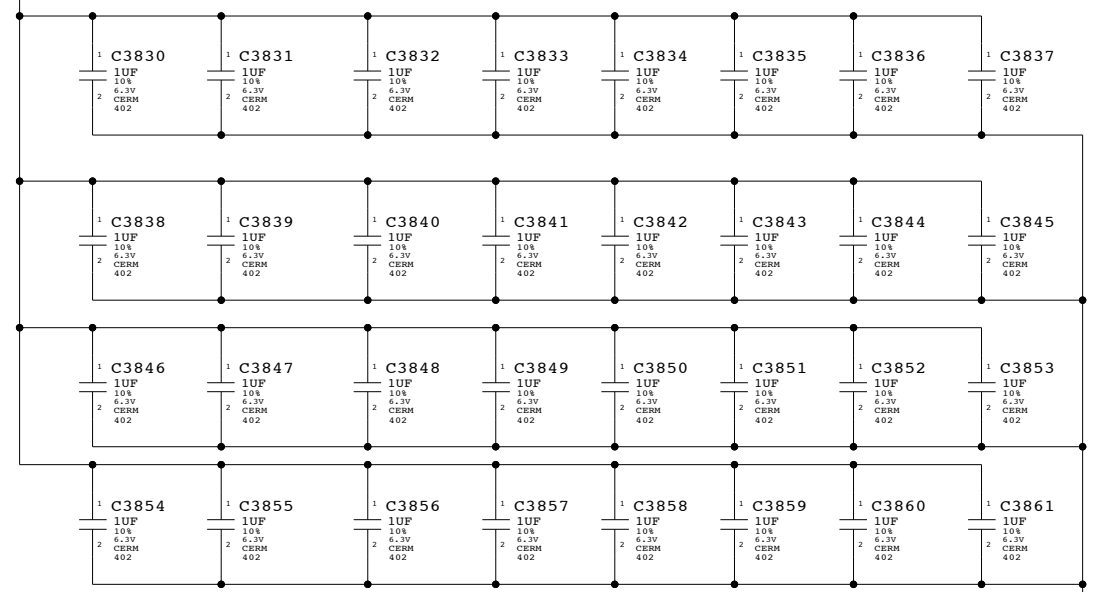 1 C3830 1 C3831 1 C3832 1 C3833 1 C3834 1 C3835 1 C3836 1 C3837
1UF 1UF 1UF 1UF 1UF 1UF 1UF 1UF
10% 10% 10% 10% 10% 10% 10% 10%
2 6.3V 2 6.3V 2 6.3V 2 6.3V 2 6.3V 2 6.3V 2 6.3V 2 6.3V
CERM CERM CERM CERM CERM CERM CERM CERM
402 402 402 402 402 402 402 402
1 C3838 1 C3839 1 C3840 1 C3841 1 C3842 1 C3843 1 C3844 1 C3845
1UF 1UF 1UF 1UF 1UF 1UF 1UF 1UF
10% 10% 10% 10% 10% 10% 10% 10%
2 6.3V 2 6.3V 2 6.3V 2 6.3V 2 6.3V 2 6.3V 2 6.3V 2 6.3V
CERM CERM CERM CERM CERM CERM CERM CERM
402 402 402 402 402 402 402 402
1 C3846 1 C3847 1 C3848 1 C3849 1 C3850 1 C3851 1 C3852 1 C3853
1UF 1UF 1UF 1UF 1UF 1UF 1UF 1UF
10% 10% 10% 10% 10% 10% 10% 10%
2 6.3V 2 6.3V 2 6.3V 2 6.3V 2 6.3V 2 6.3V 2 6.3V 2 6.3V
CERM CERM CERM CERM CERM CERM CERM CERM
402 402 402 402 402 402 402 402
1 C3854 1 C3855 1 C3856 1 C3857 1 C3858 1 C3859 1 C3860 1 C3861
1UF 1UF 1UF 1UF 1UF 1UF 1UF 1UF
10% 10% 10% 10% 10% 10% 10% 10%
2 6.3V 2 6.3V 2 6.3V 2 6.3V 2 6.3V 2 6.3V 2 6.3V 2 6.3V
CERM CERM CERM CERM CERM CERM CERM CERM
402 402 402 402 402 402 402 402